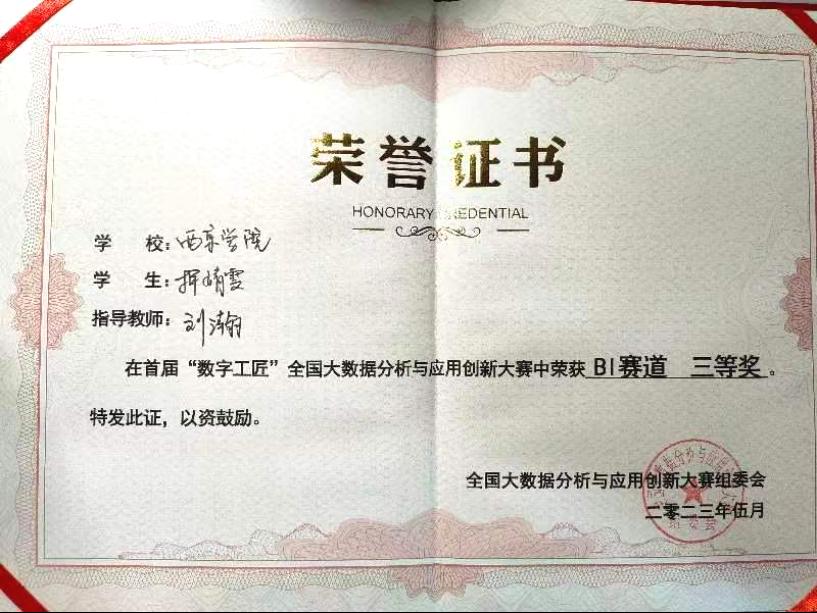 荣誉证书
HONORARY CREDENTIAL
学 校：西京学院
学 生：挥晴雯
指导教师：刘瀚
在首届“数字工匠”全国大数据分析与应用创新大赛中荣获 BI赛道 三等奖 。
特发此证，以资鼓励。
全国大数据分析与应用创新大赛组委会
二零二三年伍月